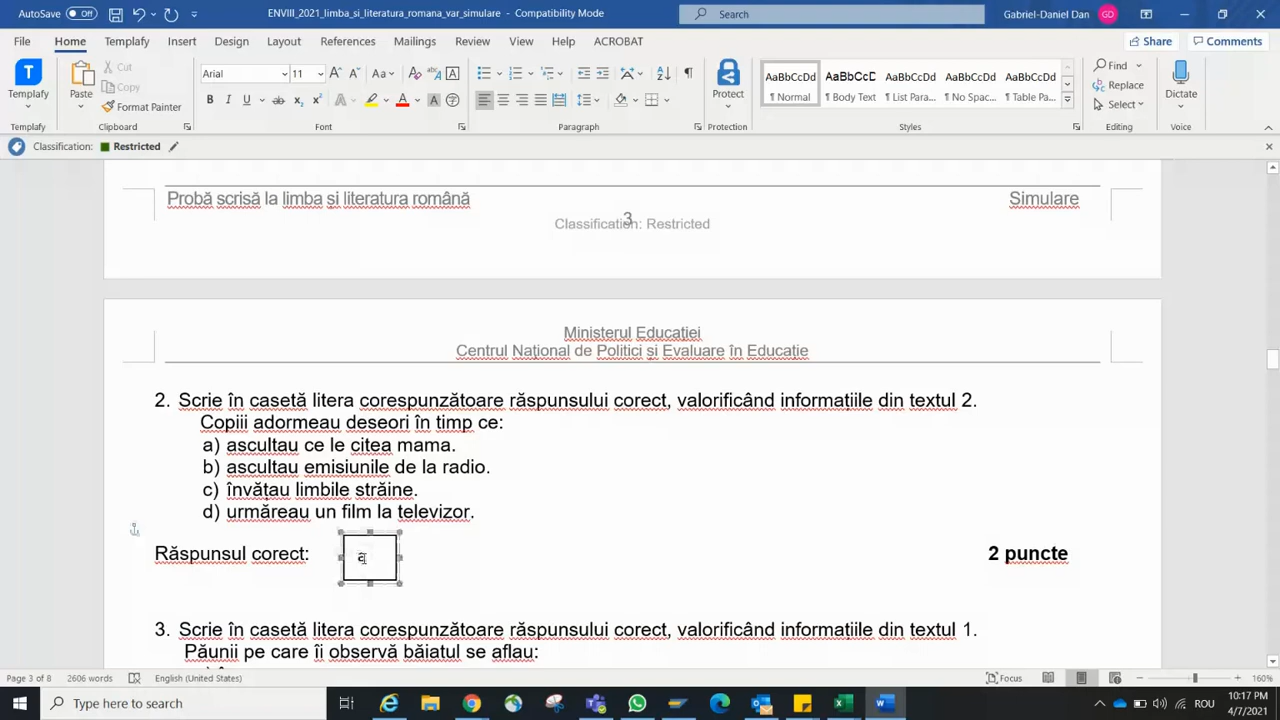 AutoSave Off ENVIII_2021_limba_si_literatura_romana_var_simulare - Compatibility Mode Search Gabriel-Daniel Dan GD
File Home Templafy Insert Design Layout References Mailings Review View Help ACROBAT Share Comments
Templafy Paste Cut Copy Format Painter Arial 11 AaBbCcDd AaBbCcD AaBbCcDd AaBbCcDd AaBbCcDd Protect Find Replace Select Dictate
¶ Normal ¶ Body Text ¶ List Para... ¶ No Spac... ¶ Table Pa...
Templafy Clipboard Font Paragraph Protection Styles Editing Voice
Classification: Restricted
Probă scrisă la limba și literatura română Simulare
3
Classification: Restricted
Ministerul Educației
Centrul Național de Politici și Evaluare în Educație
2. Scrie în casetă litera corespunzătoare răspunsului corect, valorificând informațiile din textul 2.
Copiii adormeau deseori în timp ce:
a) ascultau ce le citea mama.
b) ascultau emisiunile de la radio.
c) învățau limbile străine.
d) urmăreau un film la televizor.
Răspunsul corect: a 2 puncte
3. Scrie în casetă litera corespunzătoare răspunsului corect, valorificând informațiile din textul 1.
Păunii pe care îi observă băiatul se aflau:
Page 3 of 8 2606 words English (United States) Focus 160%
Type here to search ROU 10:17 PM
4/7/2021